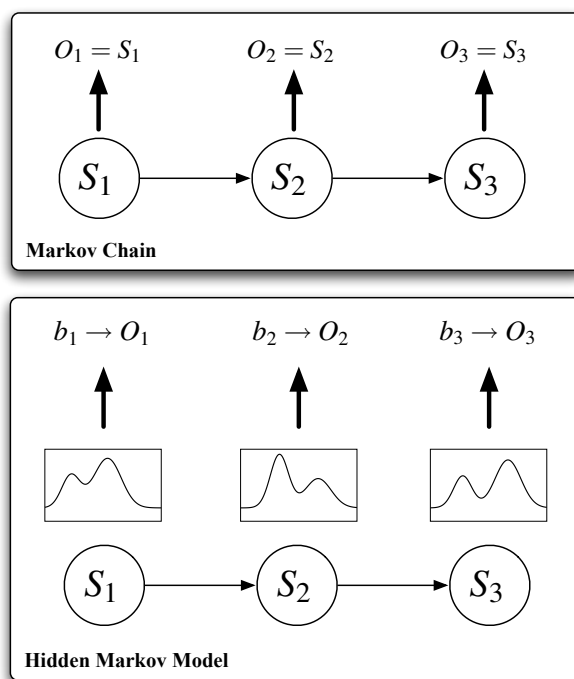 O₁ = S₁ O₂ = S₂ O₃ = S₃
S₁ S₂ S₃
Markov Chain
b₁ → O₁ b₂ → O₂ b₃ → O₃
S₁ S₂ S₃
Hidden Markov Model